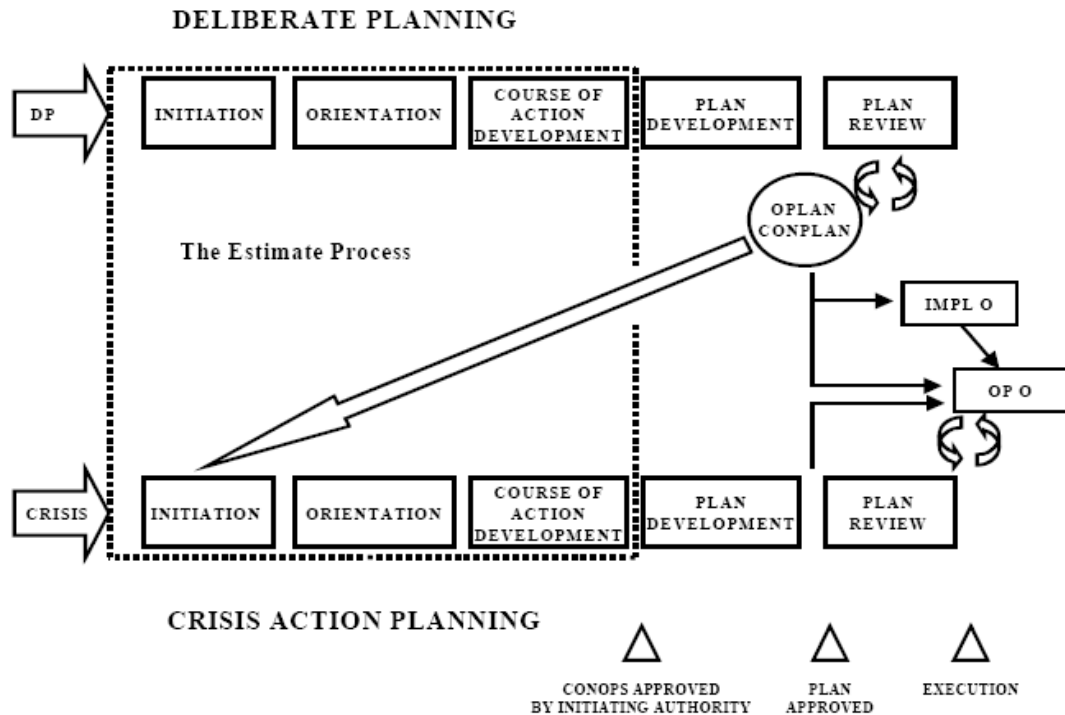 DELIBERATE PLANNING
DP
INITIATION
ORIENTATION
COURSE OF
ACTION
DEVELOPMENT
PLAN
DEVELOPMENT
PLAN
REVIEW
OPLAN
CONPLAN
The Estimate Process
IMPL O
OP O
CRISIS
INITIATION
ORIENTATION
COURSE OF
ACTION
DEVELOPMENT
PLAN
DEVELOPMENT
PLAN
REVIEW
CRISIS ACTION PLANNING
CONOPS APPROVED
BY INITIATING AUTHORITY
PLAN
APPROVED
EXECUTION